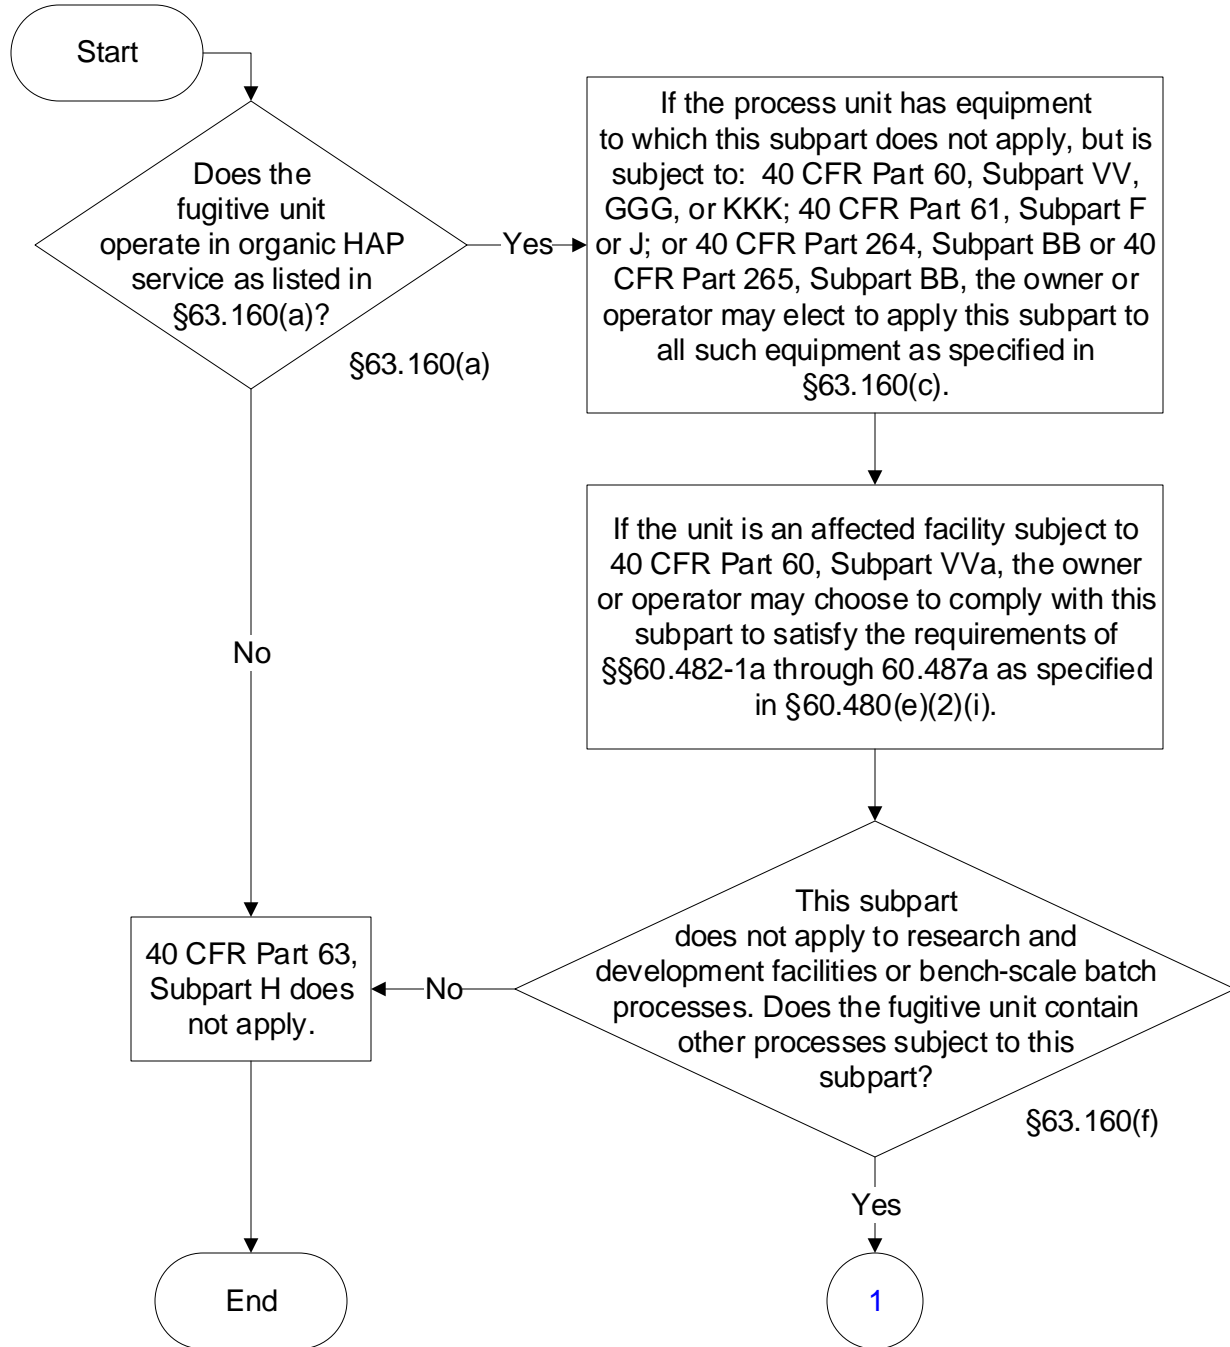 Start
Does the
fugitive unit
operate in organic HAP
service as listed in
§63.160(a)?
§63.160(a)
Yes
If the process unit has equipment
to which this subpart does not apply, but is
subject to:  40 CFR Part 60, Subpart VV,
GGG, or KKK; 40 CFR Part 61, Subpart F
or J; or 40 CFR Part 264, Subpart BB or 40
CFR Part 265, Subpart BB, the owner or
operator may elect to apply this subpart to
all such equipment as specified in
§63.160(c).
If the unit is an affected facility subject to
40 CFR Part 60, Subpart VVa, the owner
or operator may choose to comply with this
subpart to satisfy the requirements of
§§60.482-1a through 60.487a as specified
in §60.480(e)(2)(i).
No
This subpart
does not apply to research and
development facilities or bench-scale batch
processes. Does the fugitive unit contain
other processes subject to this
subpart?
§63.160(f)
No
40 CFR Part 63,
Subpart H does
not apply.
Yes
End
1